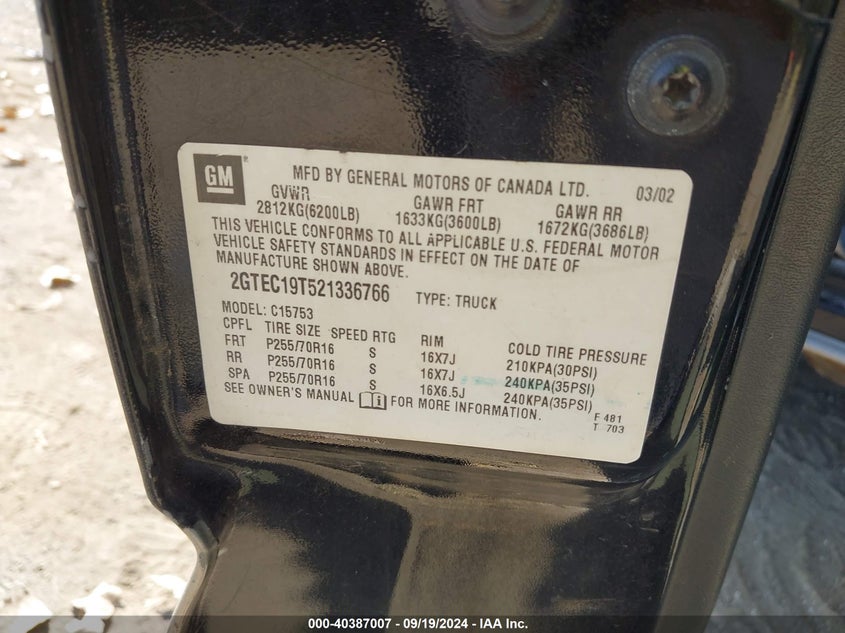 GM
MFD BY GENERAL MOTORS OF CANADA LTD. 03/02
GVWR GAWR FRT GAWR RR
2812KG(6200LB) 1633KG(3600LB) 1672KG(3686LB)
THIS VEHICLE CONFORMS TO ALL APPLICABLE U.S. FEDERAL MOTOR
VEHICLE SAFETY STANDARDS IN EFFECT ON THE DATE OF
MANUFACTURE SHOWN ABOVE.
2GTEC19T521336766 TYPE: TRUCK
MODEL: C15753
CPFL TIRE SIZE SPEED RTG RIM COLD TIRE PRESSURE
FRT P255/70R16 S 16X7J 210KPA(30PSI)
RR P255/70R16 S 16X7J 240KPA(35PSI)
SPA P255/70R16 S 16X6.5J 240KPA(35PSI)
SEE OWNER'S MANUAL FOR MORE INFORMATION.
F 481
T 703
000-40387007 - 09/19/2024 - IAA Inc.